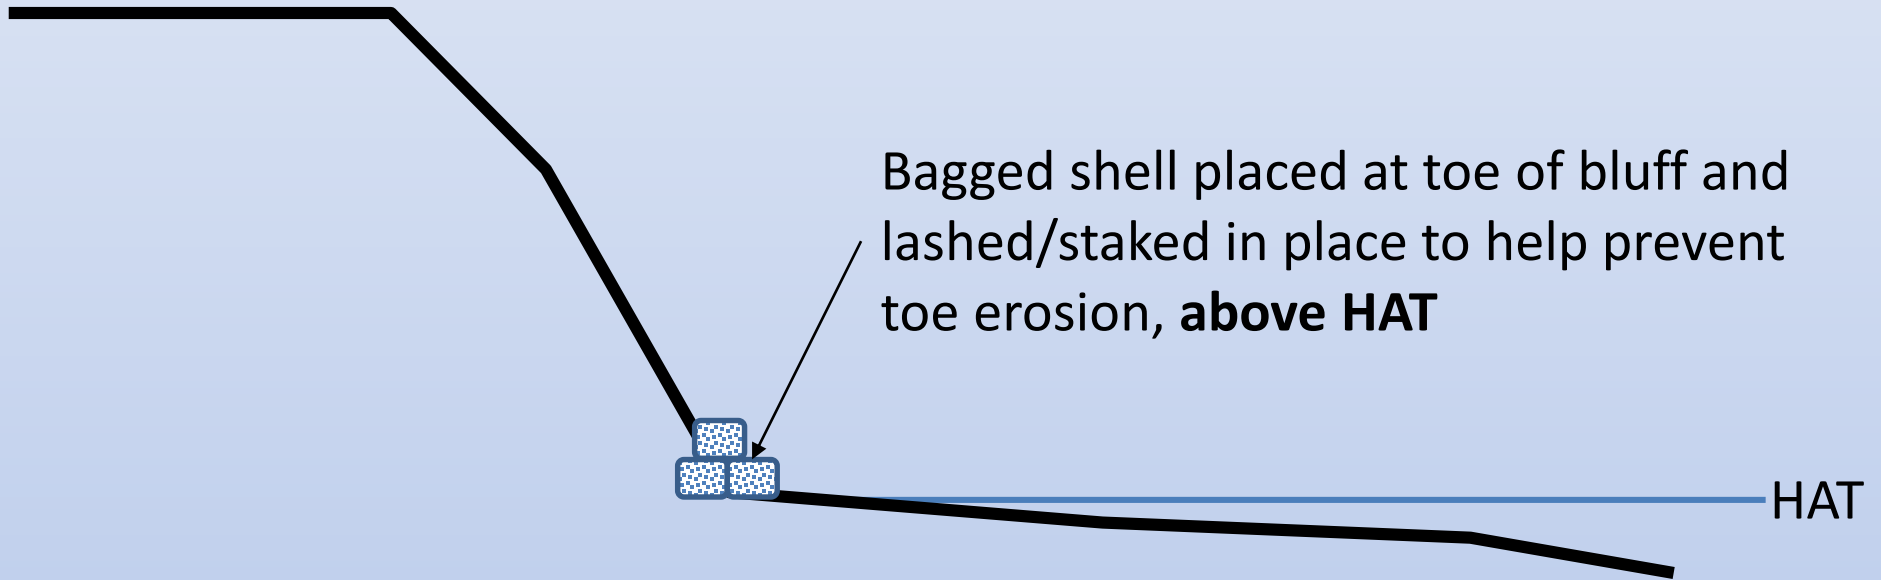 Bagged shell placed at toe of bluff and
lashed/staked in place to help prevent
toe erosion, above HAT
HAT